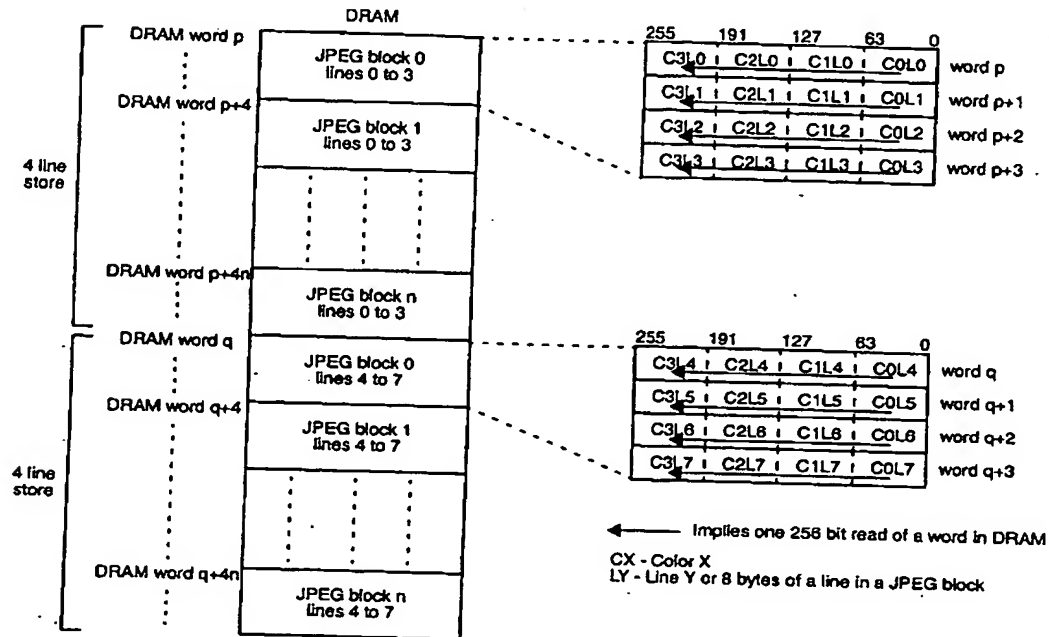 DRAM
DRAM word p
JPEG block 0
lines 0 to 3
DRAM word p+4
JPEG block 1
lines 0 to 3
4 line
store
DRAM word p+4n
JPEG block n
lines 0 to 3
DRAM word q
JPEG block 0
lines 4 to 7
DRAM word q+4
JPEG block 1
lines 4 to 7
4 line
store
DRAM word q+4n
JPEG block n
lines 4 to 7
255 191 127 63 0
C3L0 C2L0 C1L0 C0L0 word p
C3L1 C2L1 C1L1 C0L1 word p+1
C3L2 C2L2 C1L2 C0L2 word p+2
C3L3 C2L3 C1L3 C0L3 word p+3
255 191 127 63 0
C3L4 C2L4 C1L4 C0L4 word q
C3L5 C2L5 C1L5 C0L5 word q+1
C3L6 C2L6 C1L6 C0L6 word q+2
C3L7 C2L7 C1L7 C0L7 word q+3
Implies one 256 bit read of a word in DRAM
CX - Color X
LY - Line Y or 8 bytes of a line in a JPEG block